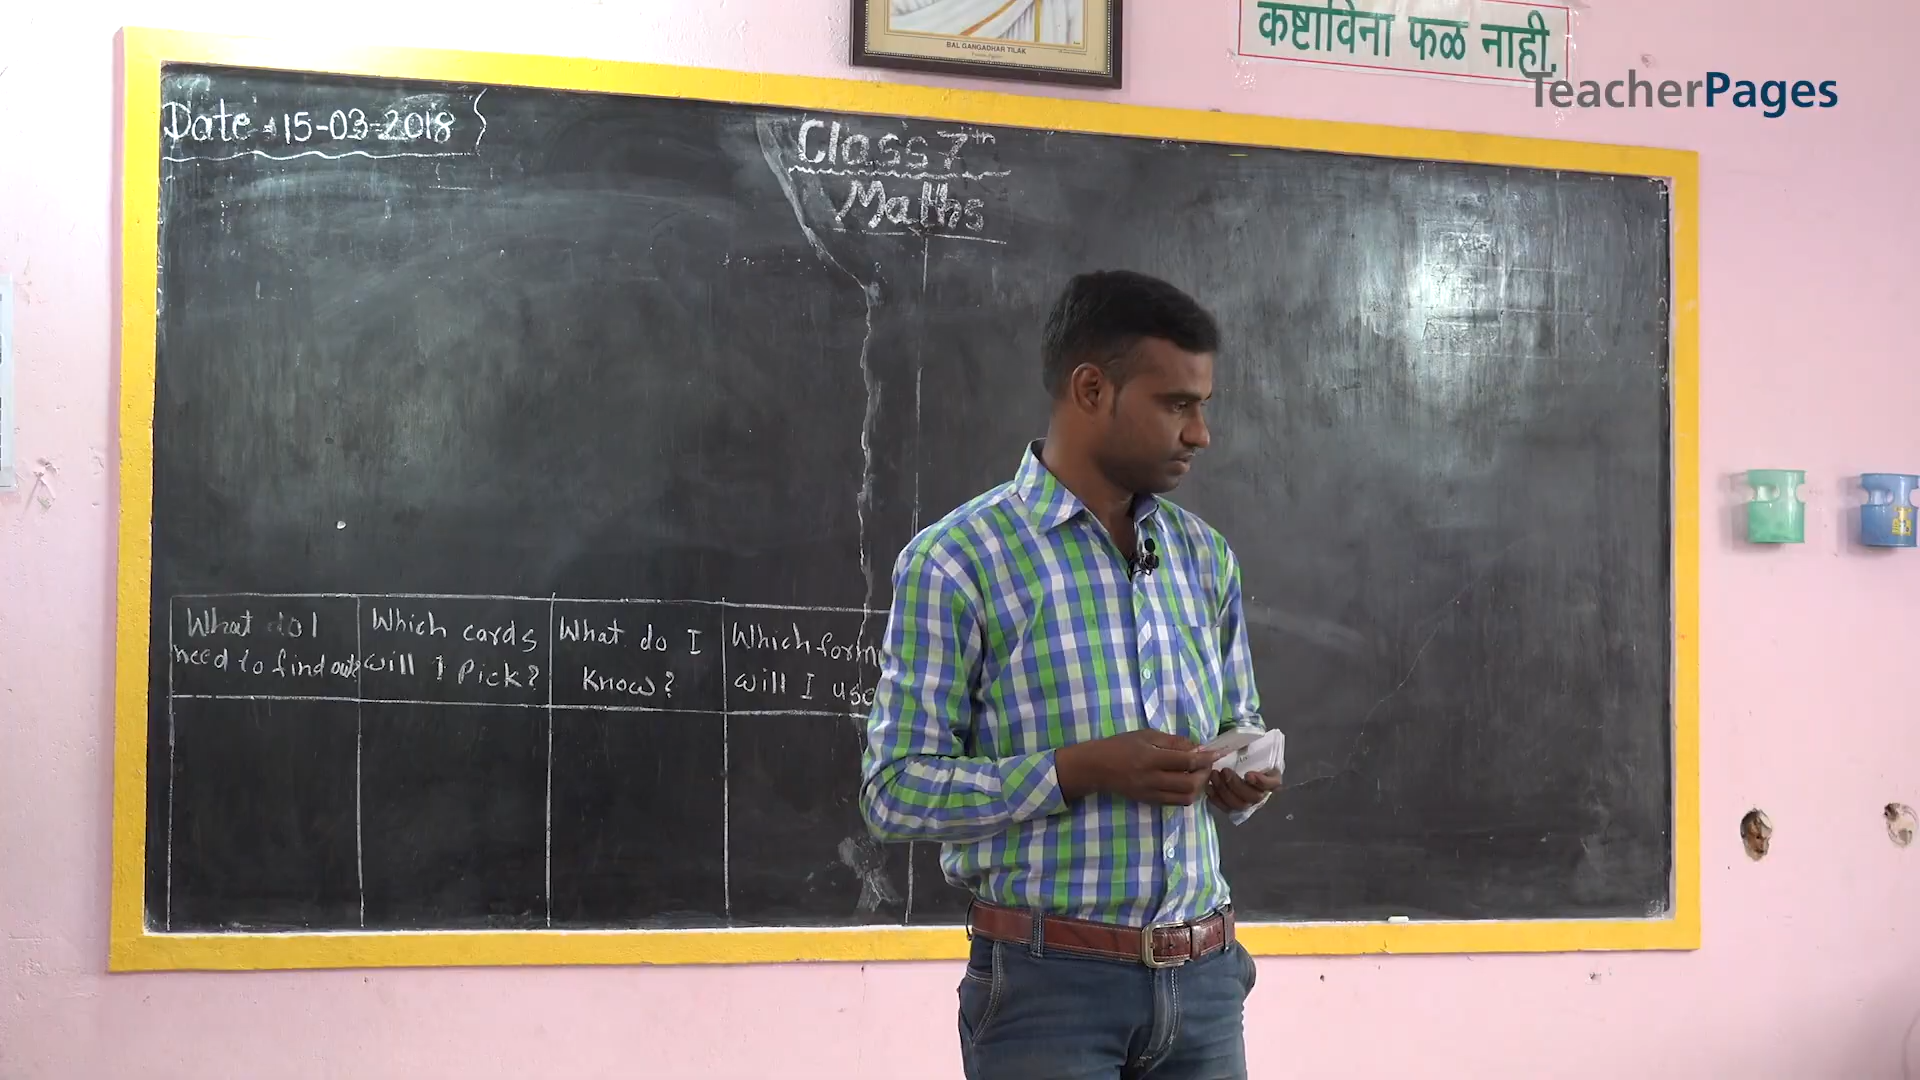 BAL GANGADHAR TILAK
कष्टाविना फळ नाही.
TeacherPages
Date :15-03-2018
Class 7th
Maths
What do I
need to find out?
Which cards
will I Pick?
What do I
Know?
Which form
will I use